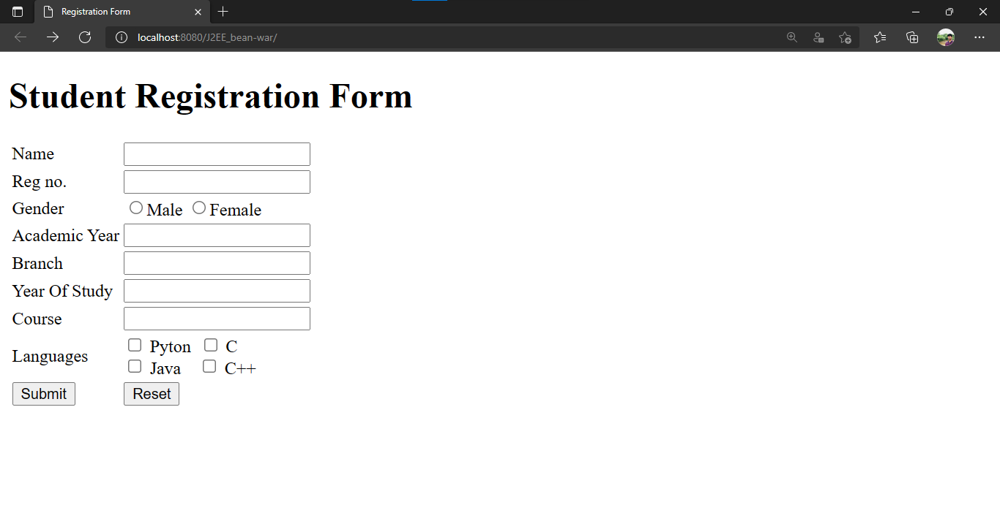 Registration Form
localhost:8080/J2EE_bean-war/
Student Registration Form
Name
Reg no.
Gender Male Female
Academic Year
Branch
Year Of Study
Course
Languages
Pyton C
Java C++
Submit Reset